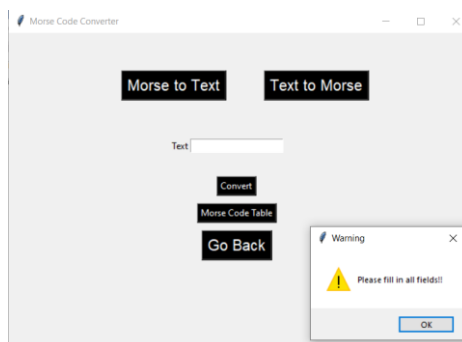 Morse Code Converter
Morse to Text Text to Morse
Text
Convert
Morse Code Table
Go Back
Warning
Please fill in all fields!!
OK